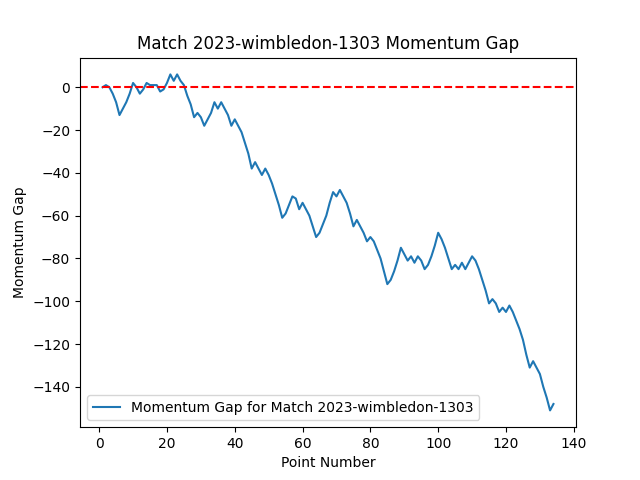 Match 2023-wimbledon-1303 Momentum Gap
0
−20
−40
−60
−80
−100
−120
−140
Momentum Gap
Momentum Gap for Match 2023-wimbledon-1303
0 20 40 60 80 100 120 140
Point Number